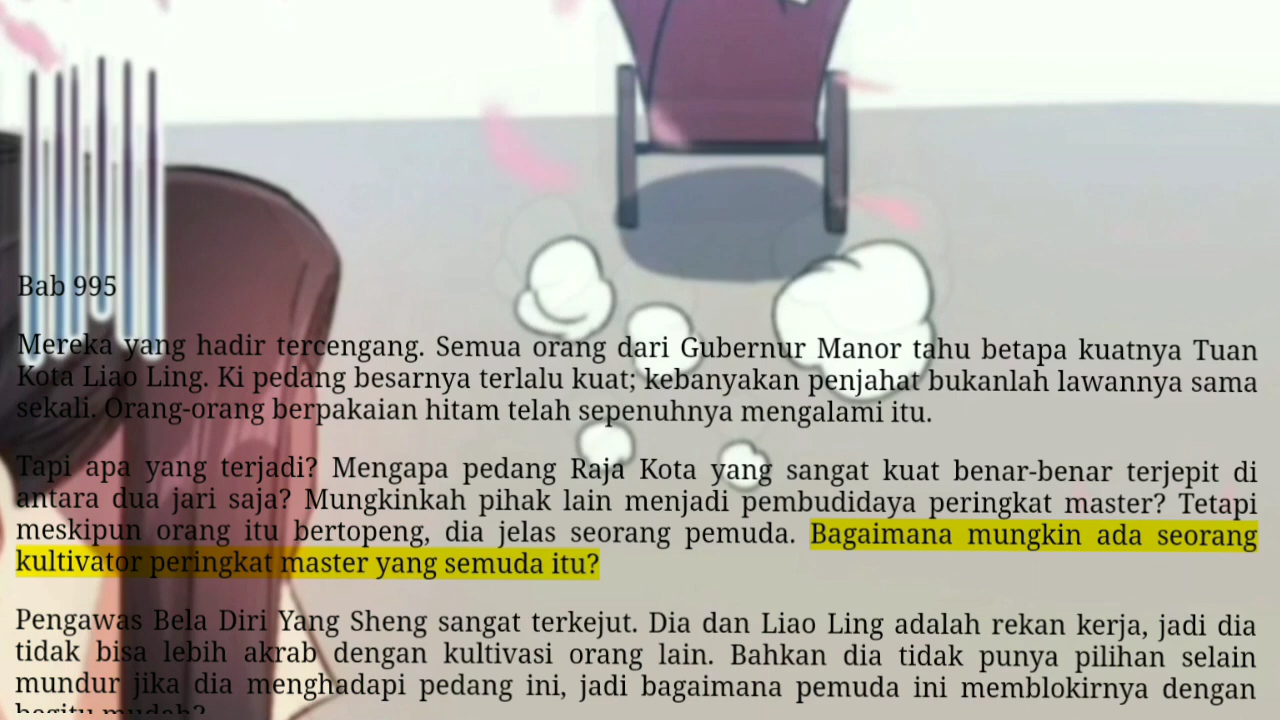 Bab 995
Mereka yang hadir tercengang. Semua orang dari Gubernur Manor tahu betapa kuatnya Tuan
Kota Liao Ling. Ki pedang besarnya terlalu kuat; kebanyakan penjahat bukanlah lawannya sama
sekali. Orang-orang berpakaian hitam telah sepenuhnya mengalami itu.
Tapi apa yang terjadi? Mengapa pedang Raja Kota yang sangat kuat benar-benar terjepit di
antara dua jari saja? Mungkinkah pihak lain menjadi pembudidaya peringkat master? Tetapi
meskipun orang itu bertopeng, dia jelas seorang pemuda. Bagaimana mungkin ada seorang
kultivator peringkat master yang semuda itu?
Pengawas Bela Diri Yang Sheng sangat terkejut. Dia dan Liao Ling adalah rekan kerja, jadi dia
tidak bisa lebih akrab dengan kultivasi orang lain. Bahkan dia tidak punya pilihan selain
mundur jika dia menghadapi pedang ini, jadi bagaimana pemuda ini memblokirnya dengan
begitu mudah?